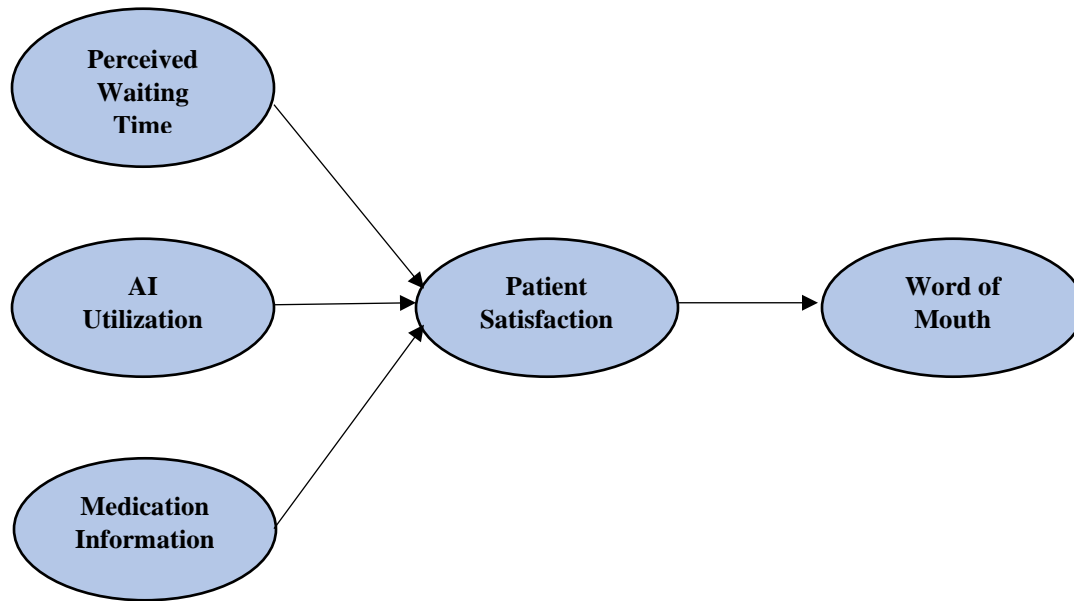 Perceived
Waiting
Time
AI
Utilization
Patient
Satisfaction
Word of
Mouth
Medication
Information